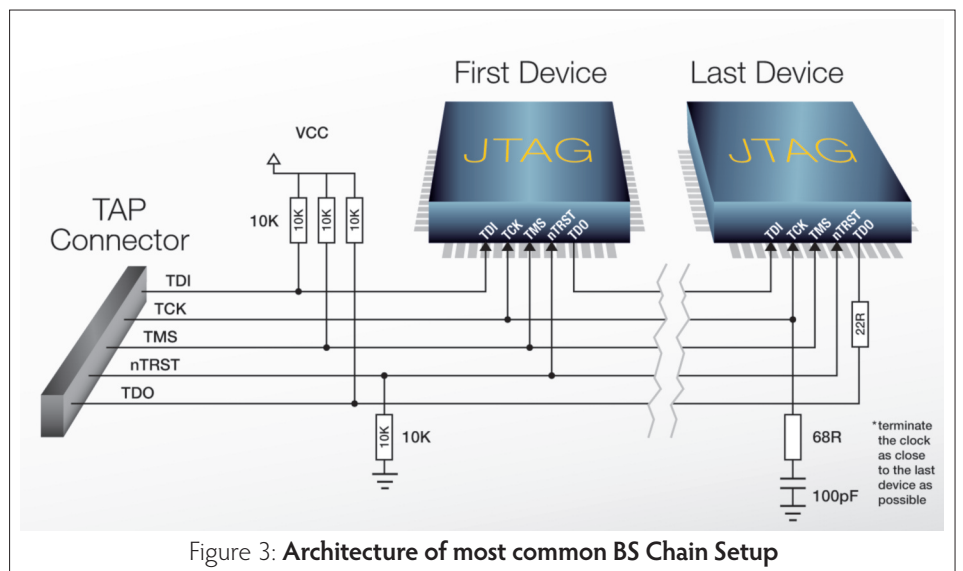 First Device
Last Device
JTAG
JTAG
VCC
10K
10K
10K
10K
TAP
Connector
TDI
TCK
TMS
nTRST
TDO
TDI
TCK
TMS
nTRST
TDO
TDI
TCK
TMS
nTRST
TDO
22R
10K
10K
68R
100pF
*terminate
the clock
as close
to the last
device as
possible
Figure 3: Architecture of most common BS Chain Setup